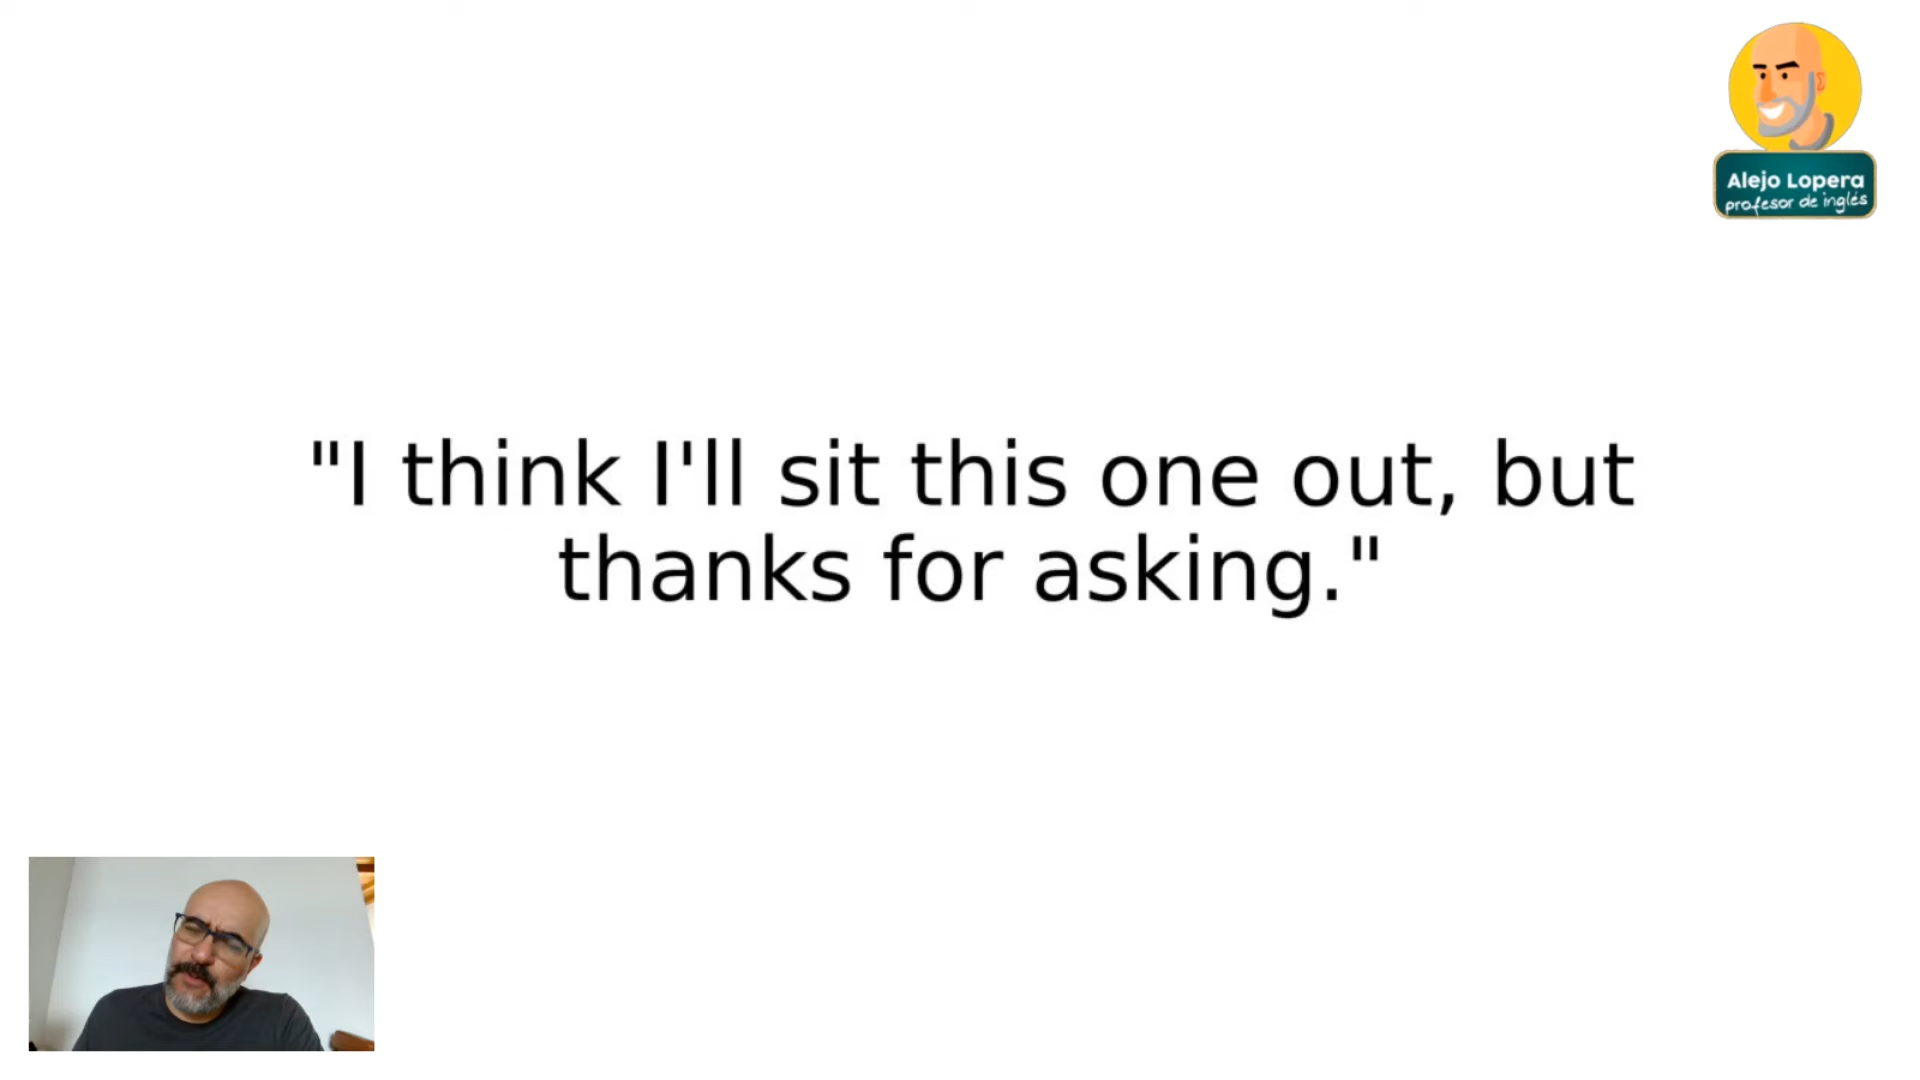 Alejo Lopera
profesor de inglés
"I think I'll sit this one out, but
thanks for asking."